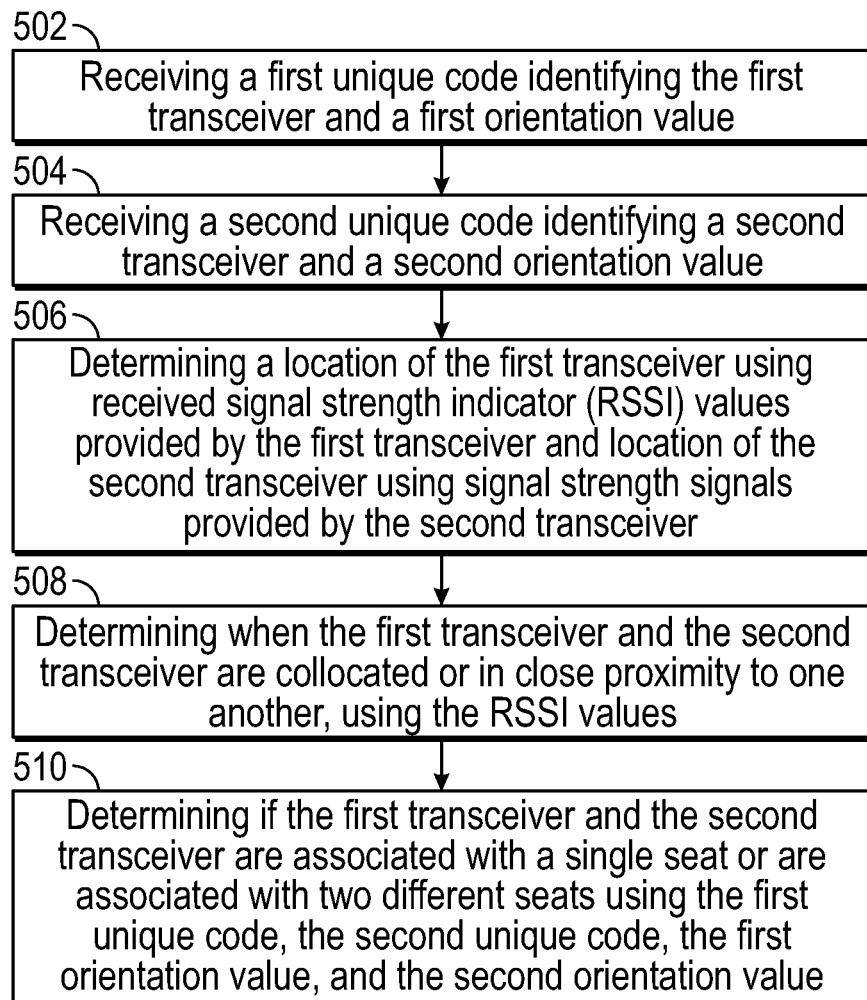 502
Receiving a first unique code identifying the first
transceiver and a first orientation value
504
Receiving a second unique code identifying a second
transceiver and a second orientation value
506
Determining a location of the first transceiver using
received signal strength indicator (RSSI) values
provided by the first transceiver and location of the
second transceiver using signal strength signals
provided by the second transceiver
508
Determining when the first transceiver and the second
transceiver are collocated or in close proximity to one
another, using the RSSI values
510
Determining if the first transceiver and the second
transceiver are associated with a single seat or are
associated with two different seats using the first
unique code, the second unique code, the first
orientation value, and the second orientation value